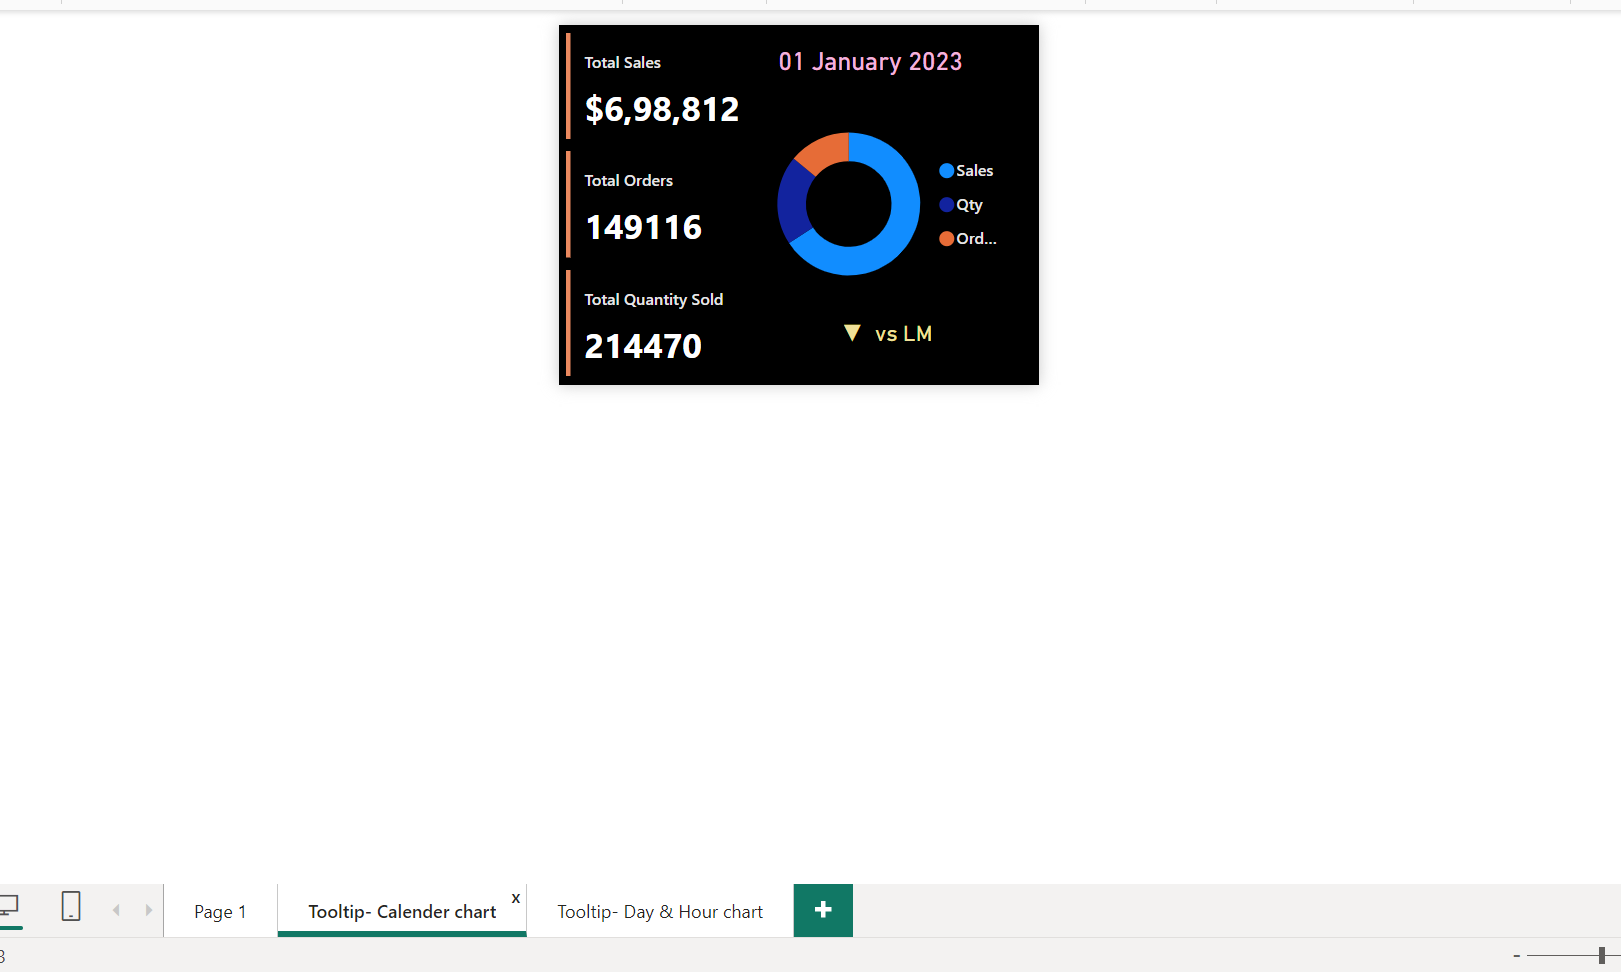 Total Sales
$6,98,812
Total Orders
149116
Total Quantity Sold
214470
01 January 2023
Sales
Qty
Ord...
▼ vs LM
Page 1
Tooltip- Calender chart
x
Tooltip- Day & Hour chart
+
3
-